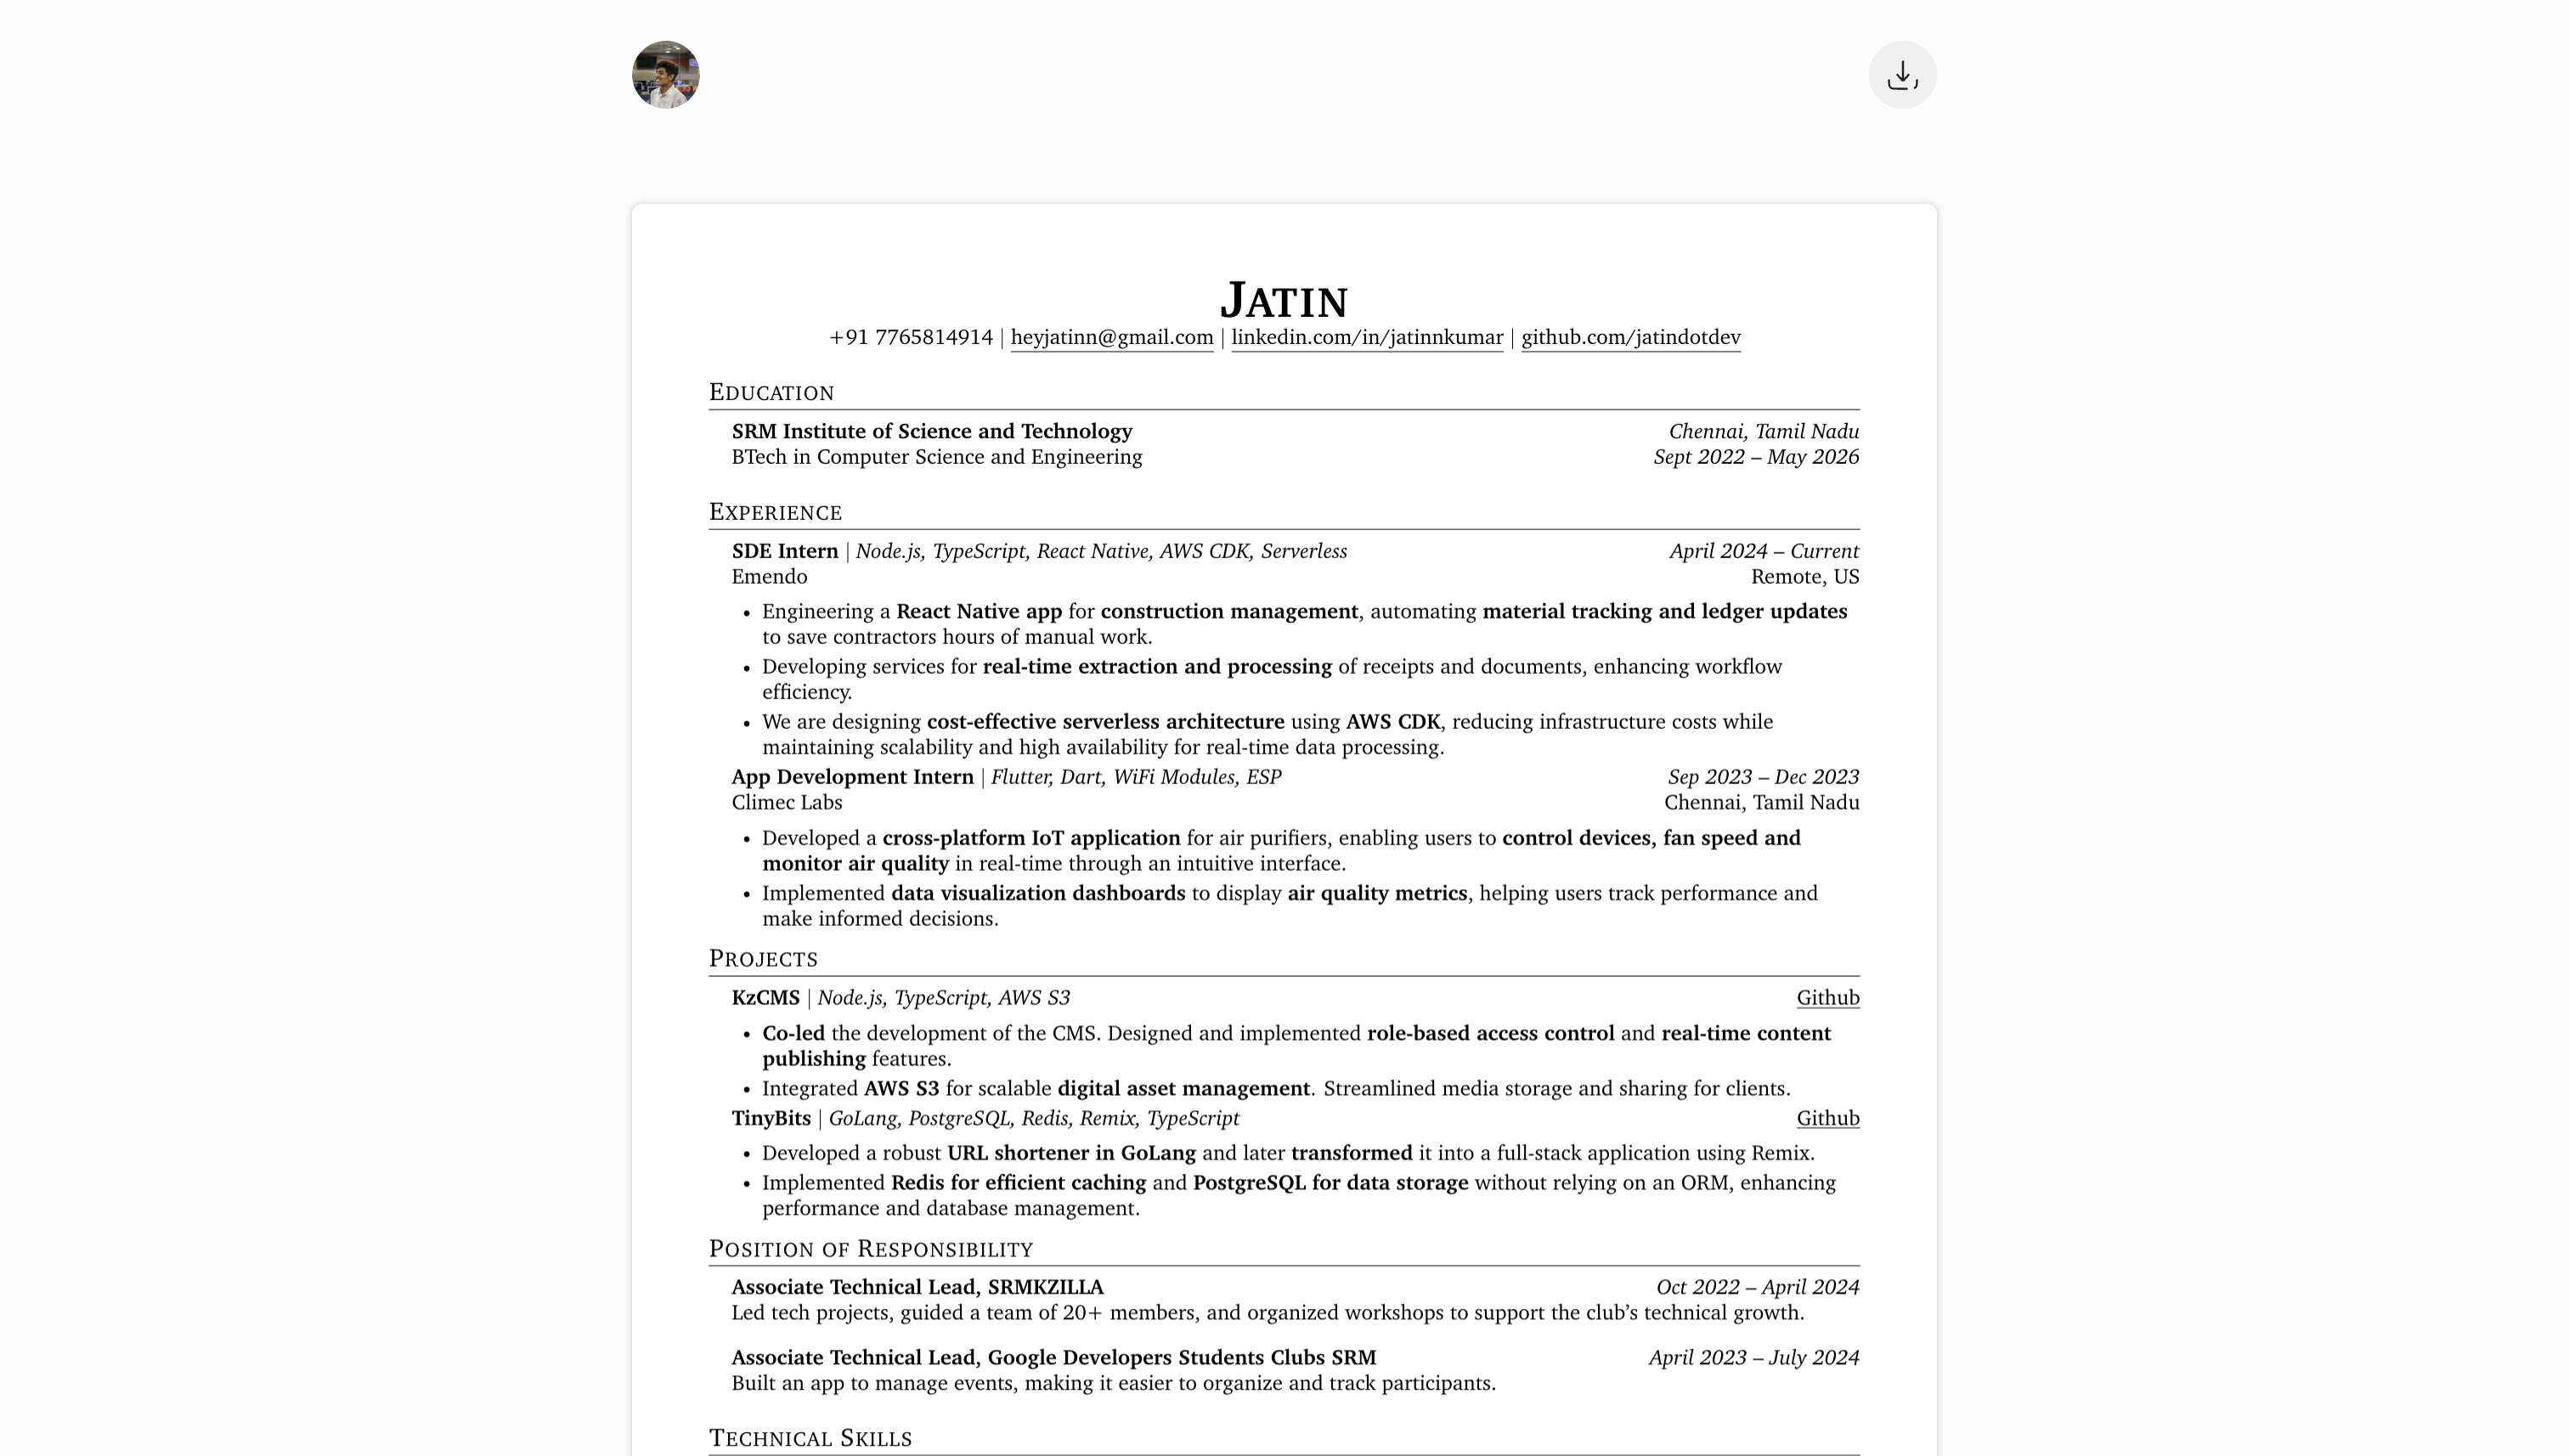 Jatin
+91 7765814914 | heyjatinn@gmail.com | linkedin.com/in/jatinnkumar | github.com/jatindotdev
Education
SRM Institute of Science and Technology Chennai, Tamil Nadu
BTech in Computer Science and Engineering Sept 2022 – May 2026
Experience
SDE Intern | Node.js, TypeScript, React Native, AWS CDK, Serverless April 2024 – Current
Emendo Remote, US
• Engineering a React Native app for construction management, automating material tracking and ledger updates
to save contractors hours of manual work.
• Developing services for real-time extraction and processing of receipts and documents, enhancing workflow
efficiency.
• We are designing cost-effective serverless architecture using AWS CDK, reducing infrastructure costs while
maintaining scalability and high availability for real-time data processing.
App Development Intern | Flutter, Dart, WiFi Modules, ESP Sep 2023 – Dec 2023
Climec Labs Chennai, Tamil Nadu
• Developed a cross-platform IoT application for air purifiers, enabling users to control devices, fan speed and
monitor air quality in real-time through an intuitive interface.
• Implemented data visualization dashboards to display air quality metrics, helping users track performance and
make informed decisions.
Projects
KzCMS | Node.js, TypeScript, AWS S3 Github
• Co-led the development of the CMS. Designed and implemented role-based access control and real-time content
publishing features.
• Integrated AWS S3 for scalable digital asset management. Streamlined media storage and sharing for clients.
TinyBits | GoLang, PostgreSQL, Redis, Remix, TypeScript Github
• Developed a robust URL shortener in GoLang and later transformed it into a full-stack application using Remix.
• Implemented Redis for efficient caching and PostgreSQL for data storage without relying on an ORM, enhancing
performance and database management.
Position of Responsibility
Associate Technical Lead, SRMKZILLA Oct 2022 – April 2024
Led tech projects, guided a team of 20+ members, and organized workshops to support the club’s technical growth.
Associate Technical Lead, Google Developers Students Clubs SRM April 2023 – July 2024
Built an app to manage events, making it easier to organize and track participants.
Technical Skills